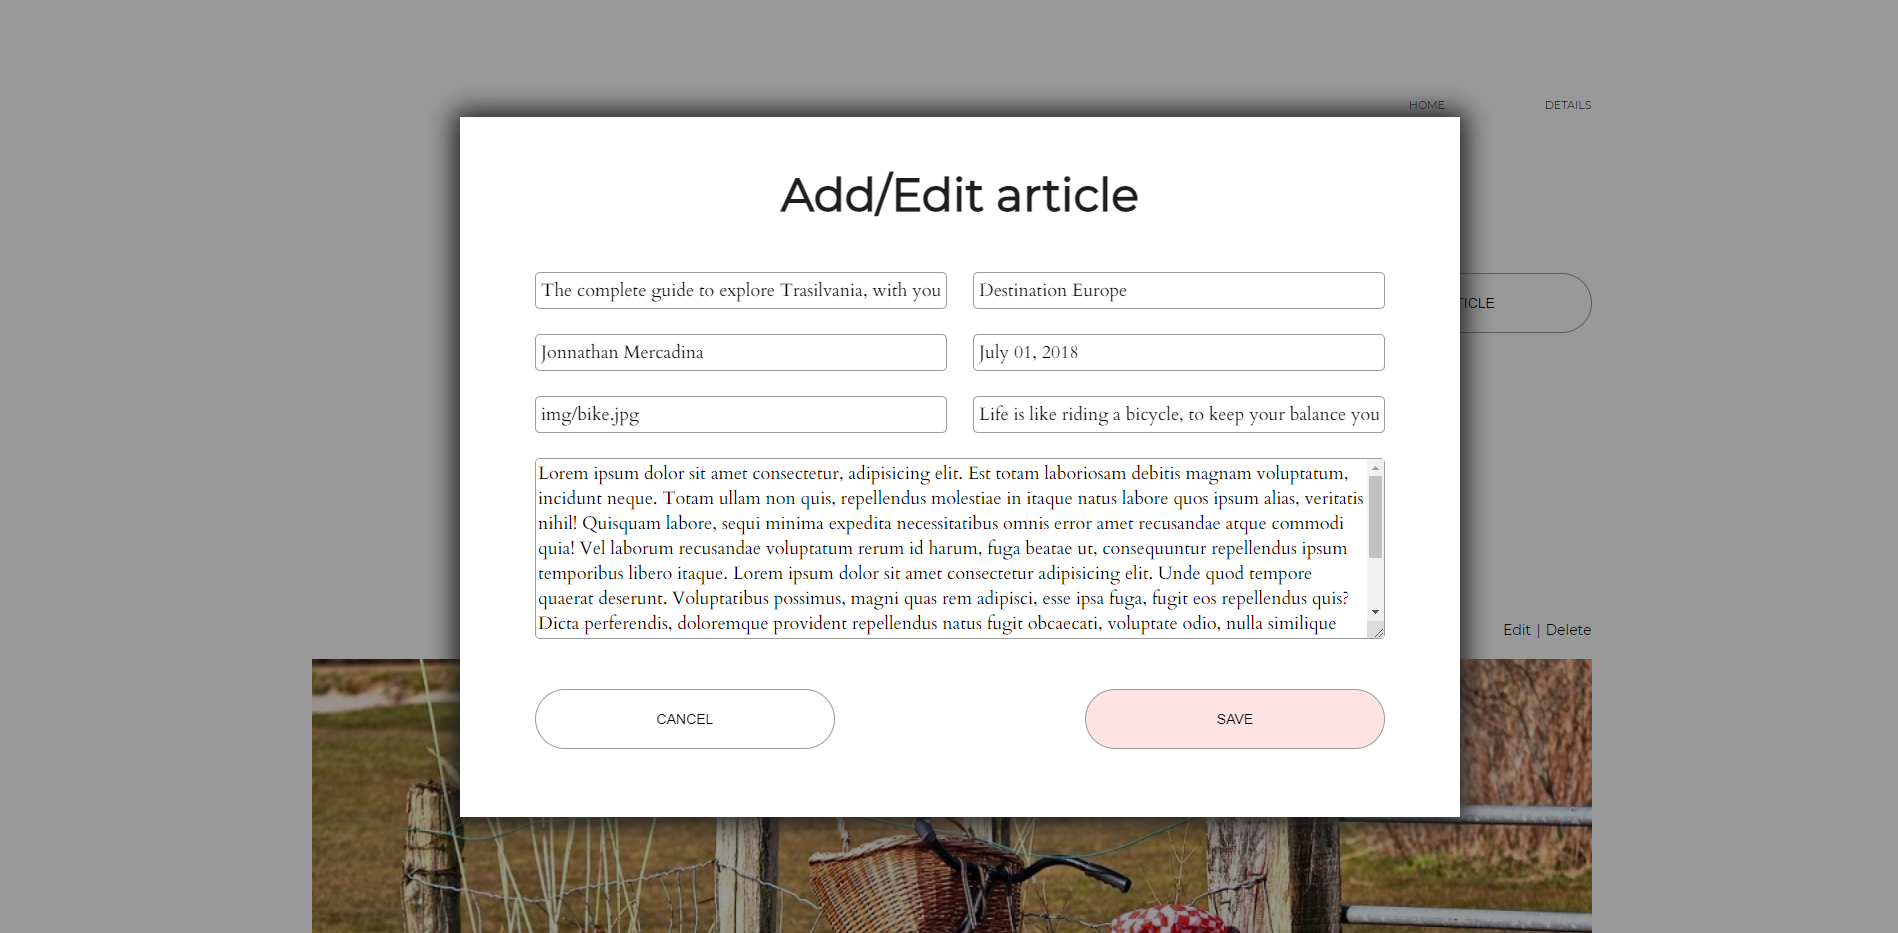 HOME DETAILS
Add/Edit article
The complete guide to explore Trasilvania, with you
Destination Europe
Jonnathan Mercadina
July 01, 2018
img/bike.jpg
Life is like riding a bicycle, to keep your balance you
TICLE
Lorem ipsum dolor sit amet consectetur, adipisicing elit. Est totam laboriosam debitis magnam voluptatum,
incidunt neque. Totam ullam non quis, repellendus molestiae in itaque natus labore quos ipsum alias, veritatis
nihil! Quisquam labore, sequi minima expedita necessitatibus omnis error amet recusandae atque commodi
quia! Vel laborum recusandae voluptatum rerum id harum, fuga beatae ut, consequuntur repellendus ipsum
temporibus libero itaque. Lorem ipsum dolor sit amet consectetur adipisicing elit. Unde quod tempore
quaerat deserunt. Voluptatibus possimus, magni quas rem adipisci, esse ipsa fuga, fugit eos repellendus quis?
Dicta perferendis, doloremque provident repellendus natus fugit obcaecati, voluptate odio, nulla similique
Edit | Delete
CANCEL
SAVE